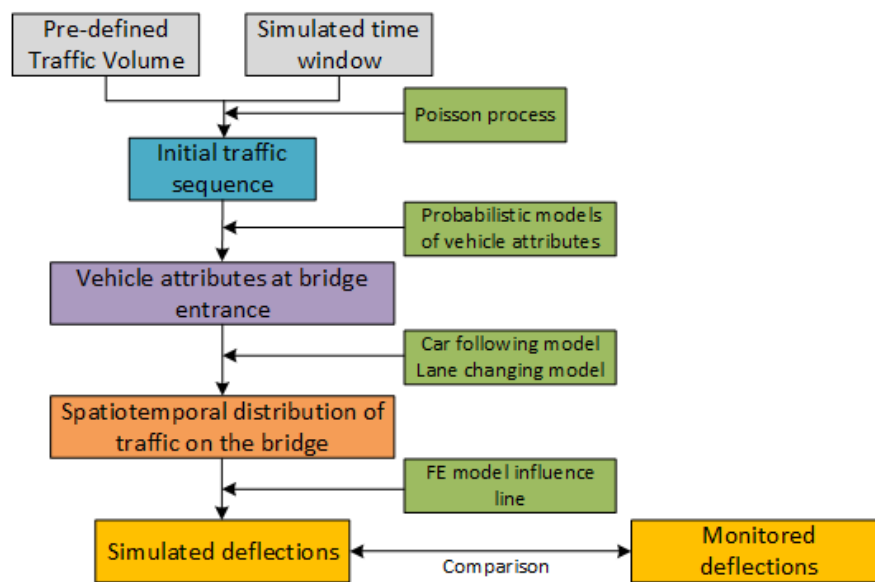 Pre-defined
Traffic Volume
Simulated time
window
Poisson process
Initial traffic
sequence
Probabilistic models
of vehicle attributes
Vehicle attributes at bridge
entrance
Car following model
Lane changing model
Spatiotemporal distribution of
traffic on the bridge
FE model influence
line
Simulated deflections
Comparison
Monitored
deflections